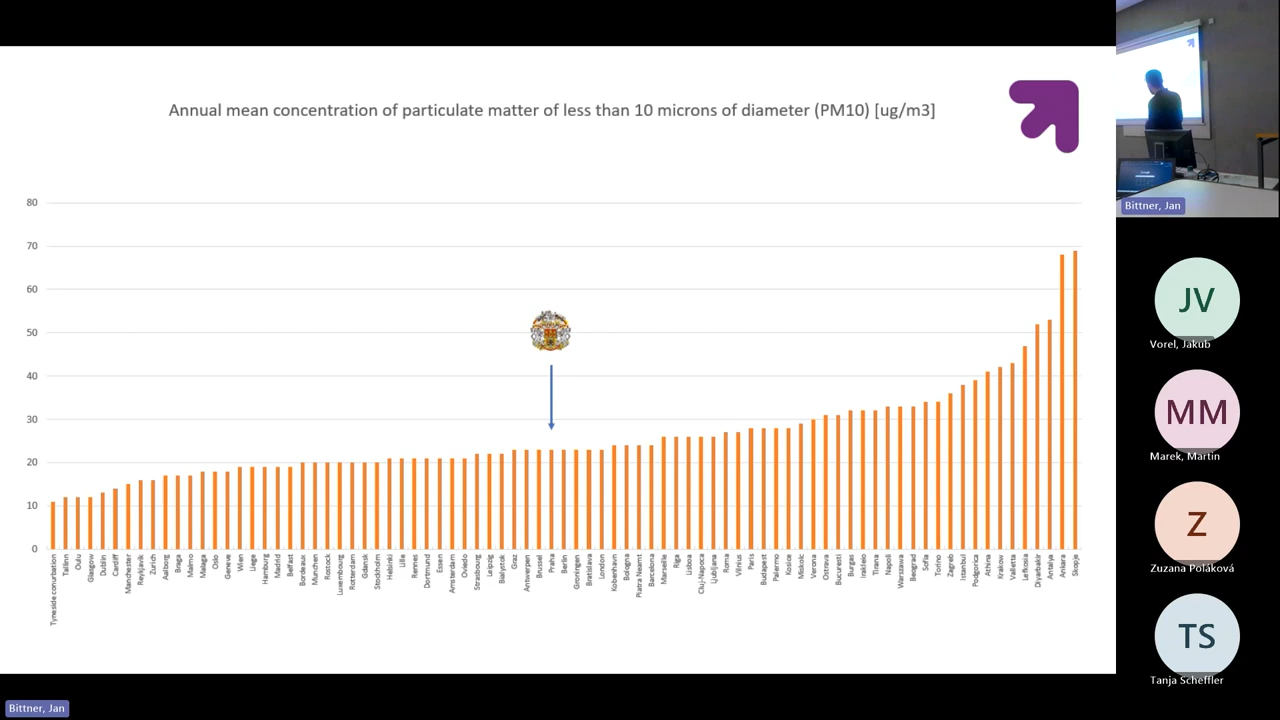 Annual mean concentration of particulate matter of less than 10 microns of diameter (PM10) [ug/m3]
80
70
60
50
40
30
20
10
0
Tyneside conurbation
Tallinn
Oulu
Glasgow
Dublin
Cardiff
Manchester
Reykjavik
Zurich
Aalborg
Braga
Malmo
Malaga
Oslo
Geneve
Wien
Liege
Hamburg
Madrid
Belfast
Bordeaux
Munchen
Rostock
Luxembourg
Rotterdam
Gdansk
Stockholm
Helsinki
Lille
Rennes
Dortmund
Essen
Amsterdam
Oviedo
Strasbourg
Leipzig
Bialystok
Graz
Antwerpen
Brussel
Praha
Berlin
Groningen
Bratislava
London
Kobenhavn
Bologna
Piatra Neamt
Barcelona
Marseille
Riga
Lisboa
Cluj-Napoca
Ljubljana
Roma
Vilnius
Paris
Budapest
Palermo
Kosice
Miskolc
Verona
Ostrava
Bucuresti
Burgas
Irakleio
Tirana
Napoli
Warszawa
Beograd
Sofia
Torino
Zagreb
Istanbul
Podgorica
Athina
Krakow
Valletta
Lefkosia
Diyarbakir
Antalya
Ankara
Skopje
Bittner, Jan
JV
Vorel, Jakub
MM
Marek, Martin
Z
Zuzana Poláková
TS
Tanja Scheffler
Bittner, Jan